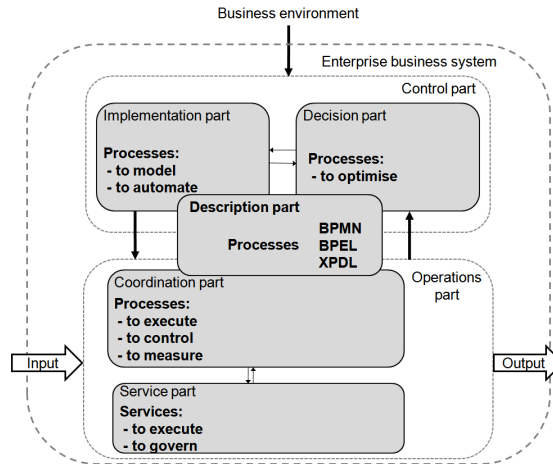 Business environment
Enterprise business system
Control part
Implementation part
Processes:
- to model
- to automate
Decision part
Processes:
- to optimise
Description part
Processes
BPMN
BPEL
XPDL
Operations
part
Coordination part
Processes:
- to execute
- to control
- to measure
Input
Output
Service part
Services:
- to execute
- to govern